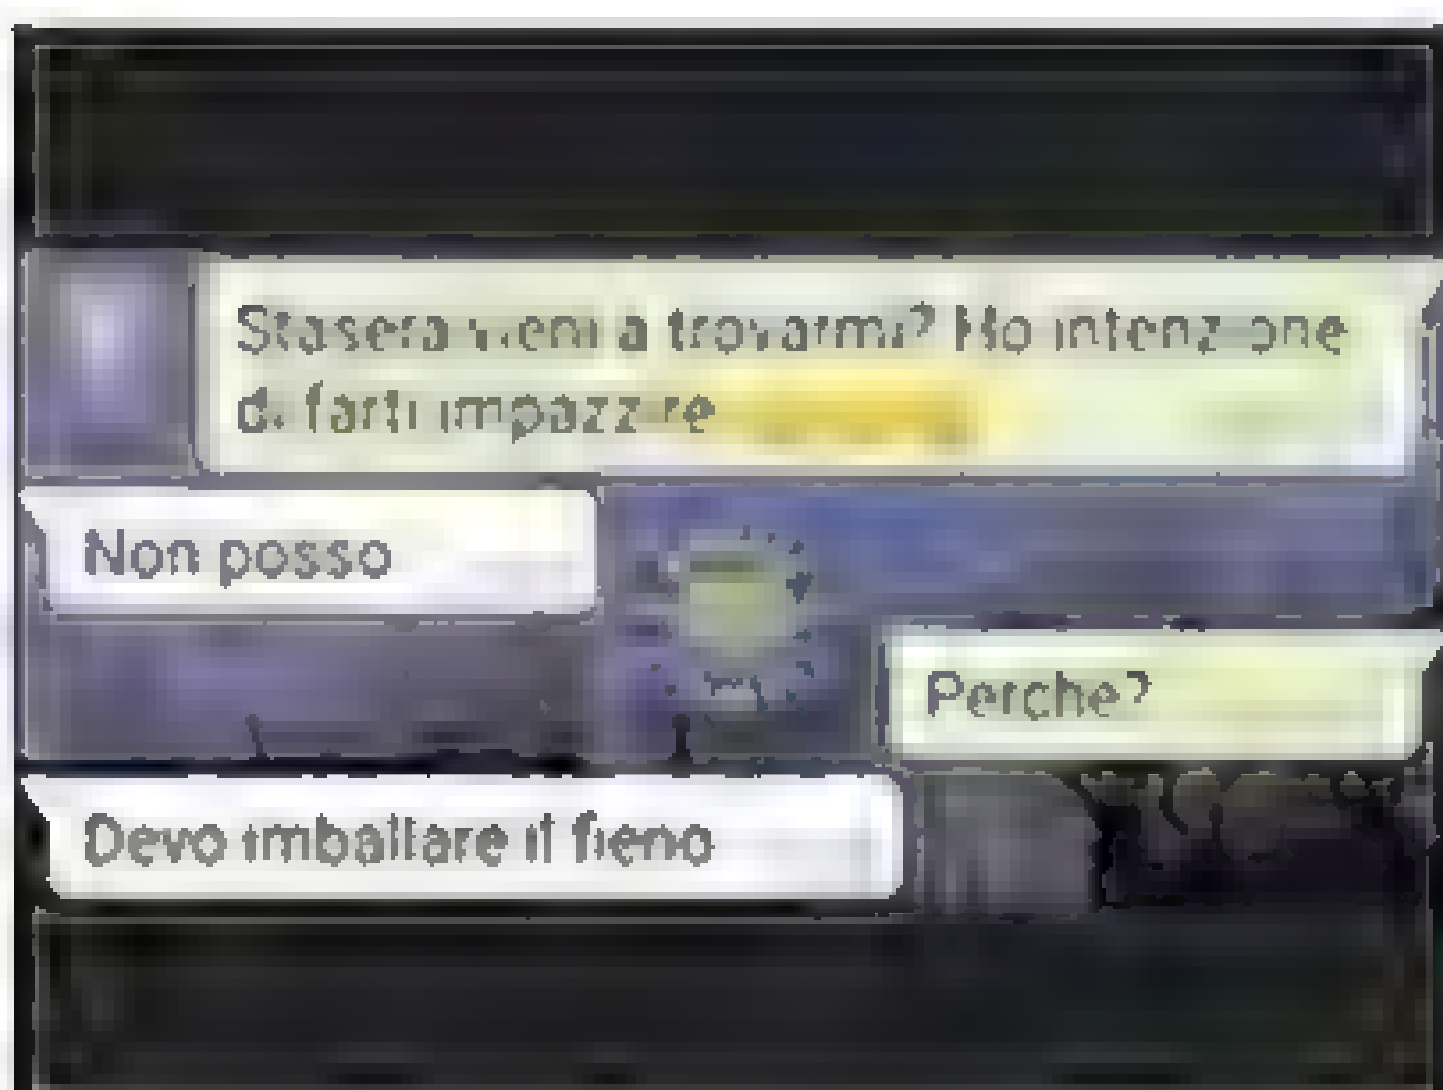 Stasera vieni a trovarmi? Ho intenzione
di farti impazzire
Non posso
Perche?
Devo imballare il fieno